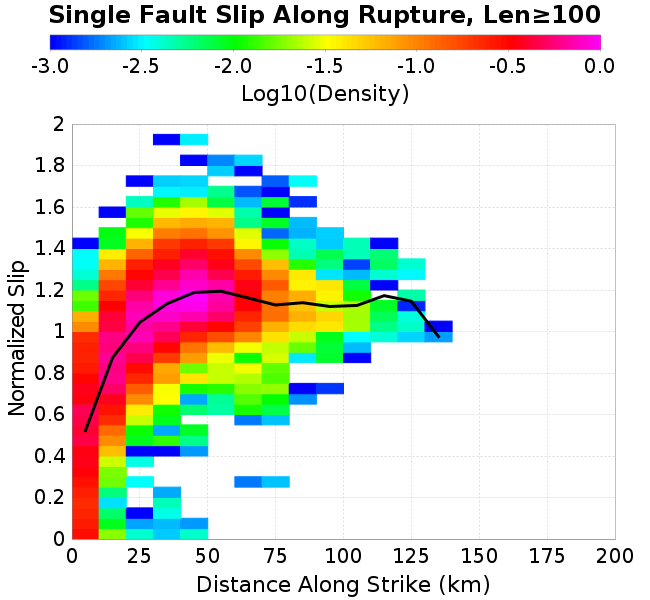 Single Fault Slip Along Rupture, Len≥100
-3.0 -2.5 -2.0 -1.5 -1.0 -0.5 0.0
Log10(Density)
2
1.8
1.6
1.4
1.2
1
0.8
0.6
0.4
0.2
0
Normalized Slip
0 25 50 75 100 125 150 175 200
Distance Along Strike (km)